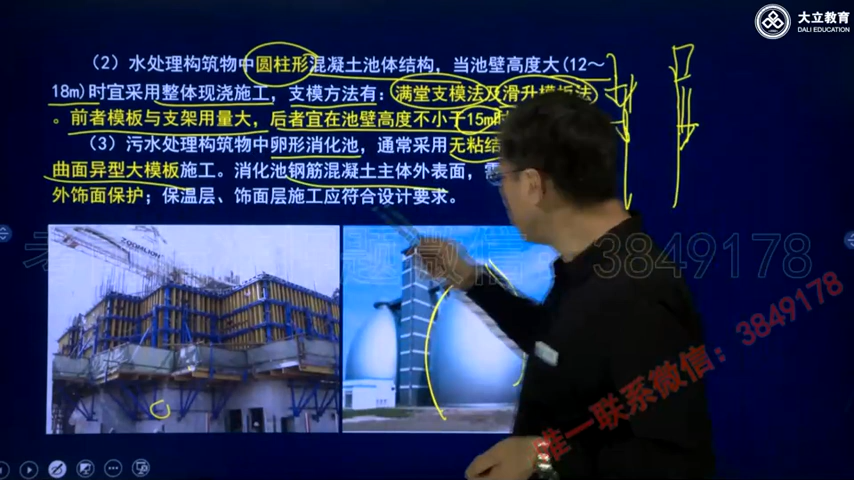 大立教育
DALI EDUCATION
（2）水处理构筑物中圆柱形混凝土池体结构，当池壁高度大(12～
18m)时宜采用整体现浇施工，支模方法有：满堂支模法及滑升模板法
。前者模板与支架用量大，后者宜在池壁高度不小于15m时
（3）污水处理构筑物中卵形消化池，通常采用无粘结
曲面异型大模板施工。消化池钢筋混凝土主体外表面，需
外饰面保护；保温层、饰面层施工应符合设计要求。
ZOOMLION
题微信：3849178
唯一联系微信：3849178